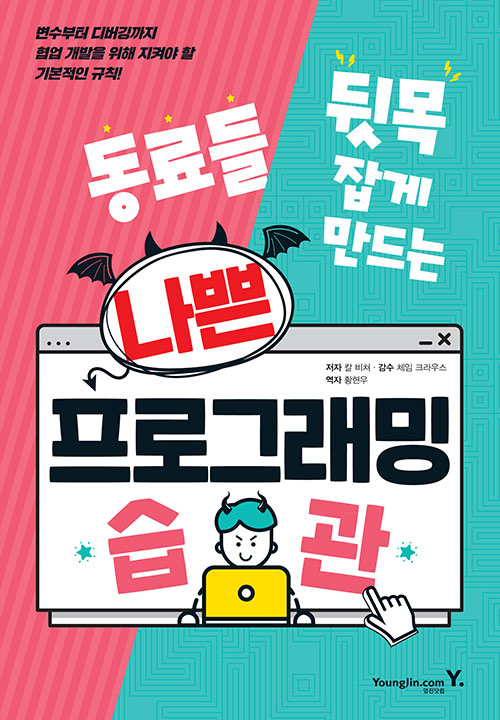 변수부터 디버깅까지
협업 개발을 위해 지켜야 할
기본적인 규칙!
동료들
뒷목
잡게
만드는
나쁜
저자 칼 비쳐 · 감수 체임 크라우스
역자 황현우
프로그래밍
습관
YoungJin.com Y.
영진닷컴